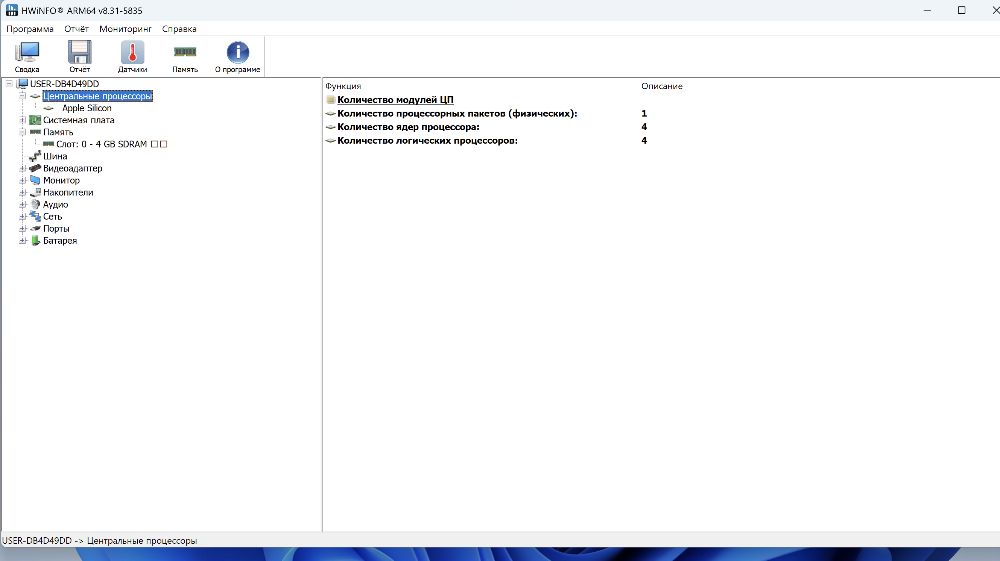 HWiNFO® ARM64 v8.31-5835
Программа Отчёт Мониторинг Справка
Сводка Отчёт Датчики Память О программе
USER-DB4D49DD
Центральные процессоры
Apple Silicon
Системная плата
Память
Слот: 0 - 4 GB SDRAM □□
Шина
Видеоадаптер
Монитор
Накопители
Аудио
Сеть
Порты
Батарея
Функция Описание
Количество модулей ЦП
Количество процессорных пакетов (физических): 1
Количество ядер процессора: 4
Количество логических процессоров: 4
USER-DB4D49DD -> Центральные процессоры